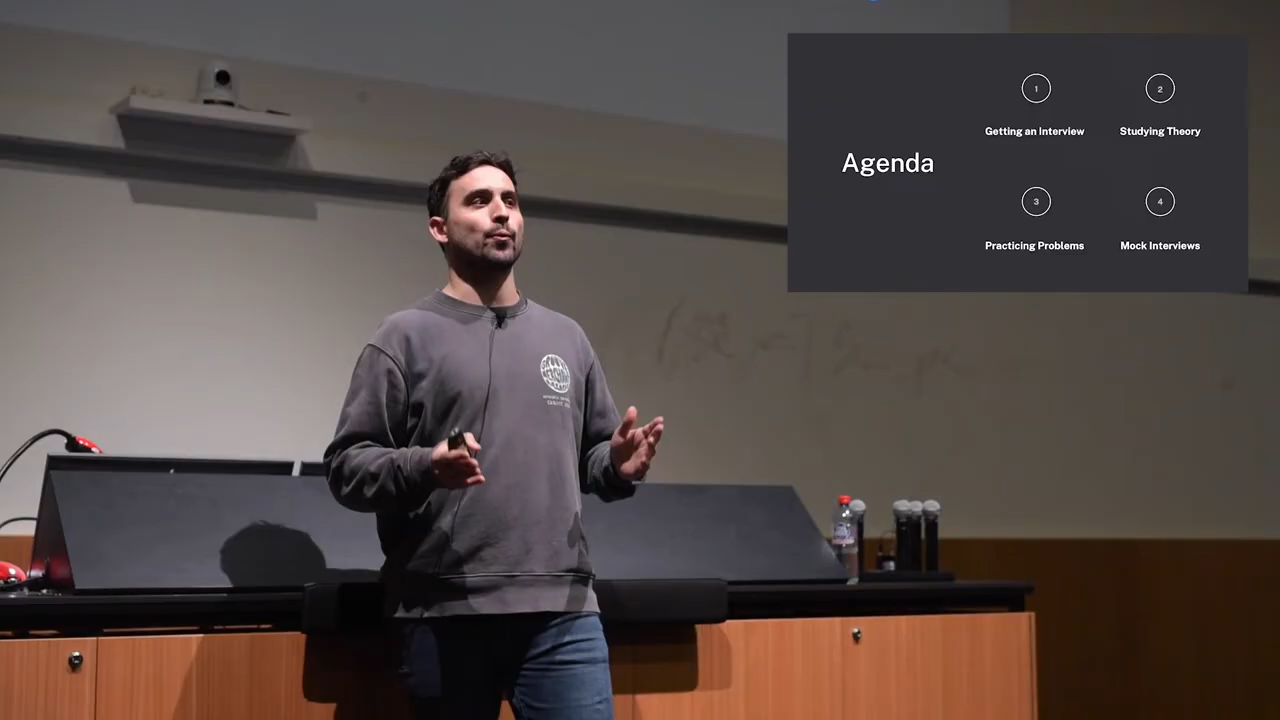 Agenda
1
2
Getting an Interview
Studying Theory
3
4
Practicing Problems
Mock Interviews